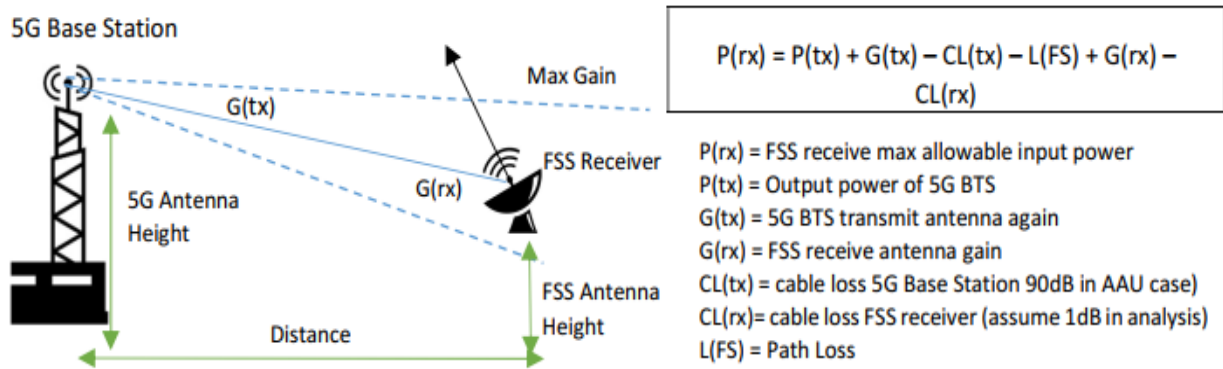 5G Base Station
Max Gain
G(tx)
FSS Receiver
G(rx)
5G Antenna
Height
FSS Antenna
Height
Distance
P(rx) = P(tx) + G(tx) – CL(tx) – L(FS) + G(rx) –
CL(rx)
P(rx) = FSS receive max allowable input power
P(tx) = Output power of 5G BTS
G(tx) = 5G BTS transmit antenna again
G(rx) = FSS receive antenna gain
CL(tx) = cable loss 5G Base Station 90dB in AAU case)
CL(rx)= cable loss FSS receiver (assume 1dB in analysis)
L(FS) = Path Loss